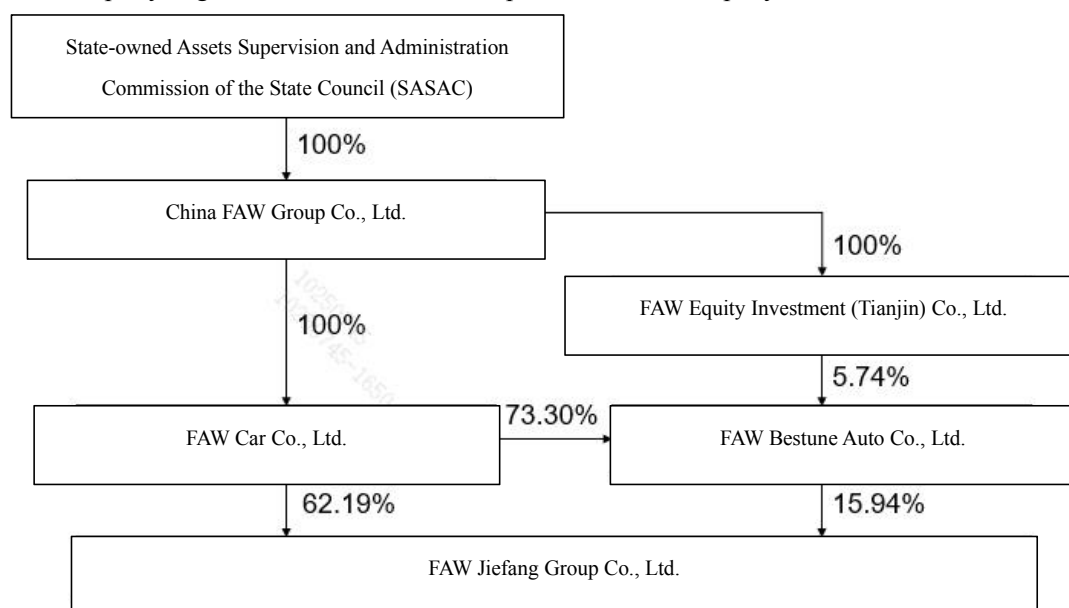 State-owned Assets Supervision and Administration
Commission of the State Council (SASAC)
100%
China FAW Group Co., Ltd.
100%
FAW Equity Investment (Tianjin) Co., Ltd.
100%
5.74%
73.30%
FAW Car Co., Ltd.
FAW Bestune Auto Co., Ltd.
62.19%
15.94%
FAW Jiefang Group Co., Ltd.